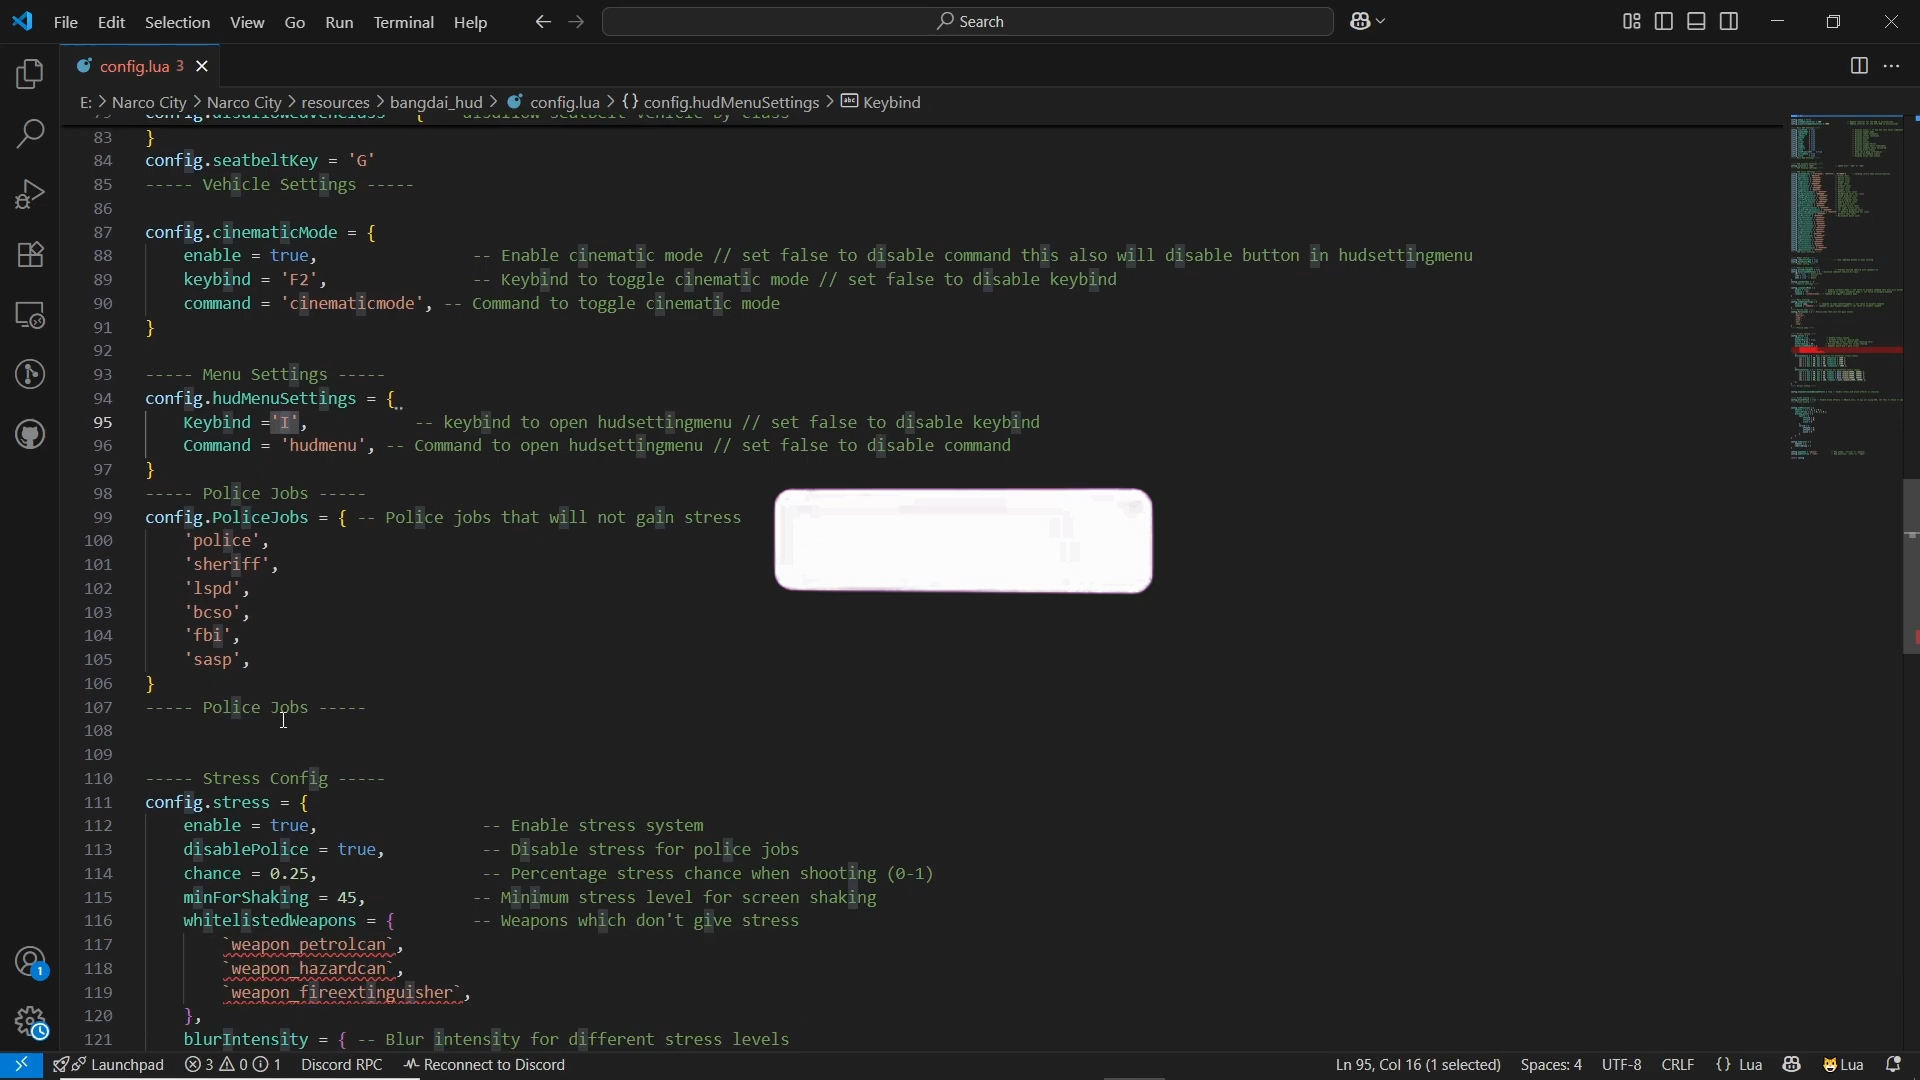 File Edit Selection View Go Run Terminal Help
Search
config.lua 3
E: > Narco City > Narco City > resources > bangdai_hud > config.lua > {} config.hudMenuSettings > abc Keybind
83 }
84 config.seatbeltKey = 'G'
85 ----- Vehicle Settings -----
86
87 config.cinematicMode = {
88 enable = true, -- Enable cinematic mode // set false to disable command this also will disable button in hudsettingmenu
89 keybind = 'F2', -- Keybind to toggle cinematic mode // set false to disable keybind
90 command = 'cinematicmode', -- Command to toggle cinematic mode
91 }
92
93 ----- Menu Settings -----
94 config.hudMenuSettings = {
95 Keybind ='I', -- keybind to open hudsettingmenu // set false to disable keybind
96 Command = 'hudmenu', -- Command to open hudsettingmenu // set false to disable command
97 }
98 ----- Police Jobs -----
99 config.PoliceJobs = { -- Police jobs that will not gain stress
100 'police',
101 'sheriff',
102 'lspd',
103 'bcso',
104 'fbi',
105 'sasp',
106 }
107 ----- Police Jobs -----
108
109
110 ----- Stress Config -----
111 config.stress = {
112 enable = true, -- Enable stress system
113 disablePolice = true, -- Disable stress for police jobs
114 chance = 0.25, -- Percentage stress chance when shooting (0-1)
115 minForShaking = 45, -- Minimum stress level for screen shaking
116 whitelistedWeapons = { -- Weapons which don't give stress
117 `weapon_petrolcan`,
118 `weapon_hazardcan`,
119 `weapon_fireextinguisher`,
120 },
121 blurIntensity = { -- Blur intensity for different stress levels
1
Launchpad 3 0 1 Discord RPC Reconnect to Discord Ln 95, Col 16 (1 selected) Spaces: 4 UTF-8 CRLF {} Lua Lua